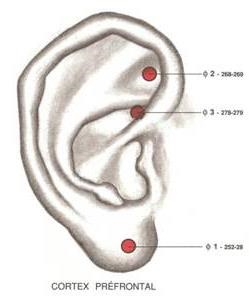 φ 2 - 268-269
φ 3 - 278-279
φ 1 - 252-28
CORTEX PRÉFRONTAL